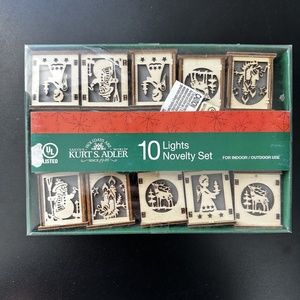 UL
LISTED
KURT S. ADLER
10 Lights
Novelty Set
FOR INDOOR / OUTDOOR USE